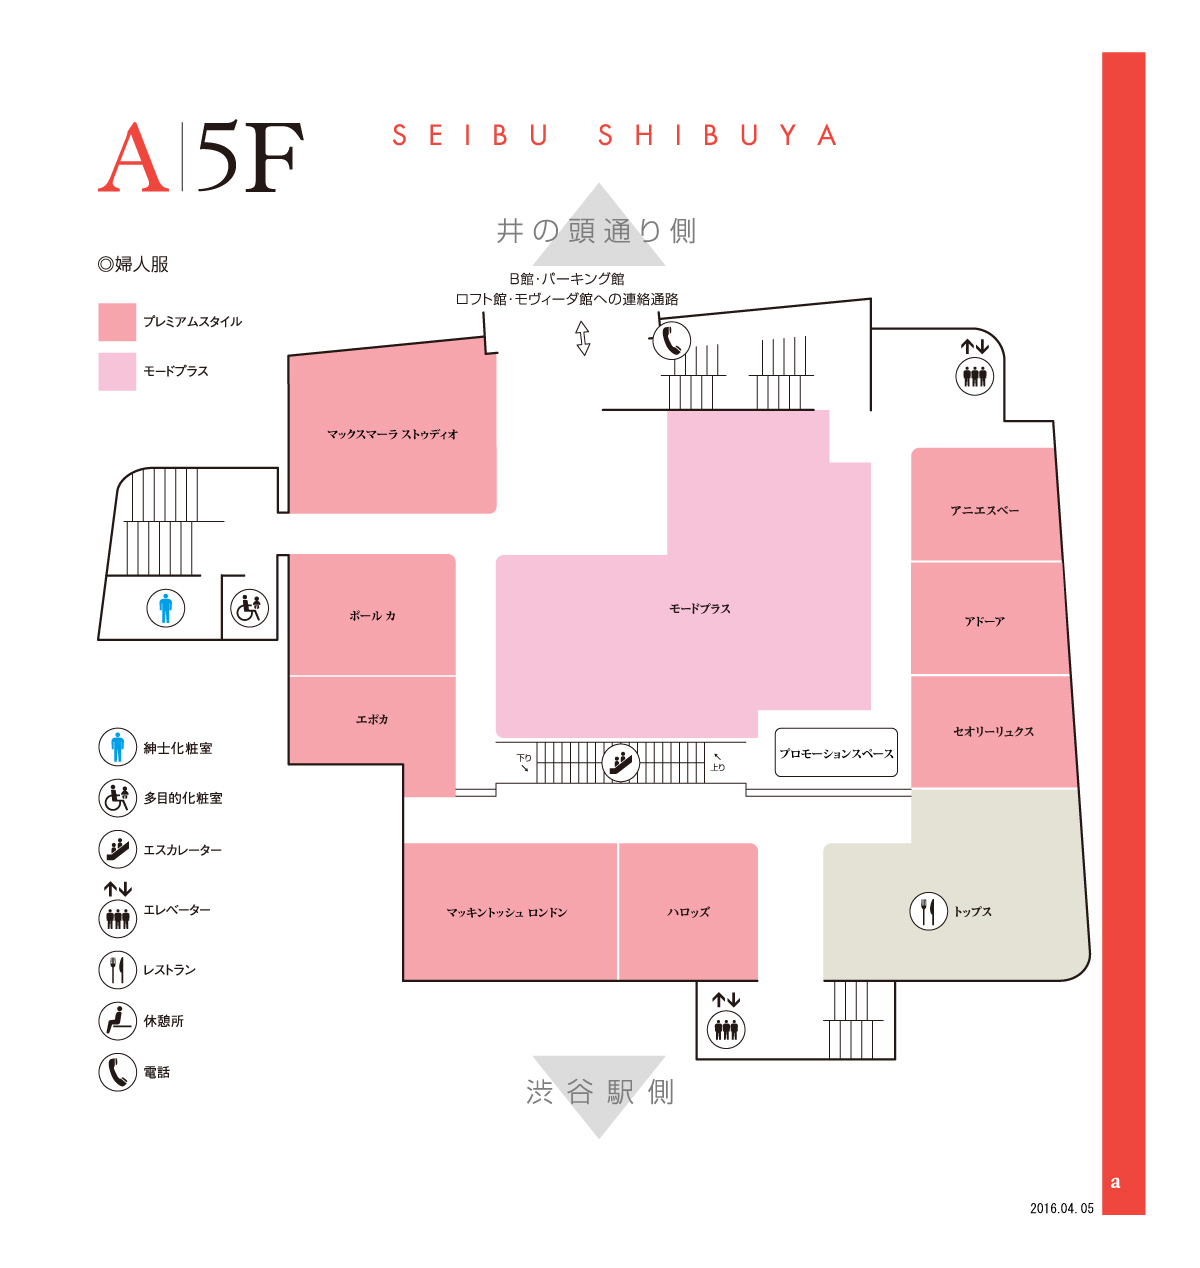 A 5F
SEIBU SHIBUYA
井の頭通り側
B館・パーキング館
ロフト館・モヴィーダ館への連絡通路
◎婦人服
プレミアムスタイル
モードプラス
マックスマーラ ストゥディオ
アニエスベー
モードプラス
ポール カ
アドーア
エポカ
セオリーリュクス
下り
上り
プロモーションスペース
マッキントッシュ ロンドン
ハロッズ
トップス
紳士化粧室
多目的化粧室
エスカレーター
エレベーター
レストラン
休憩所
電話
渋谷駅側
a
2016.04.05